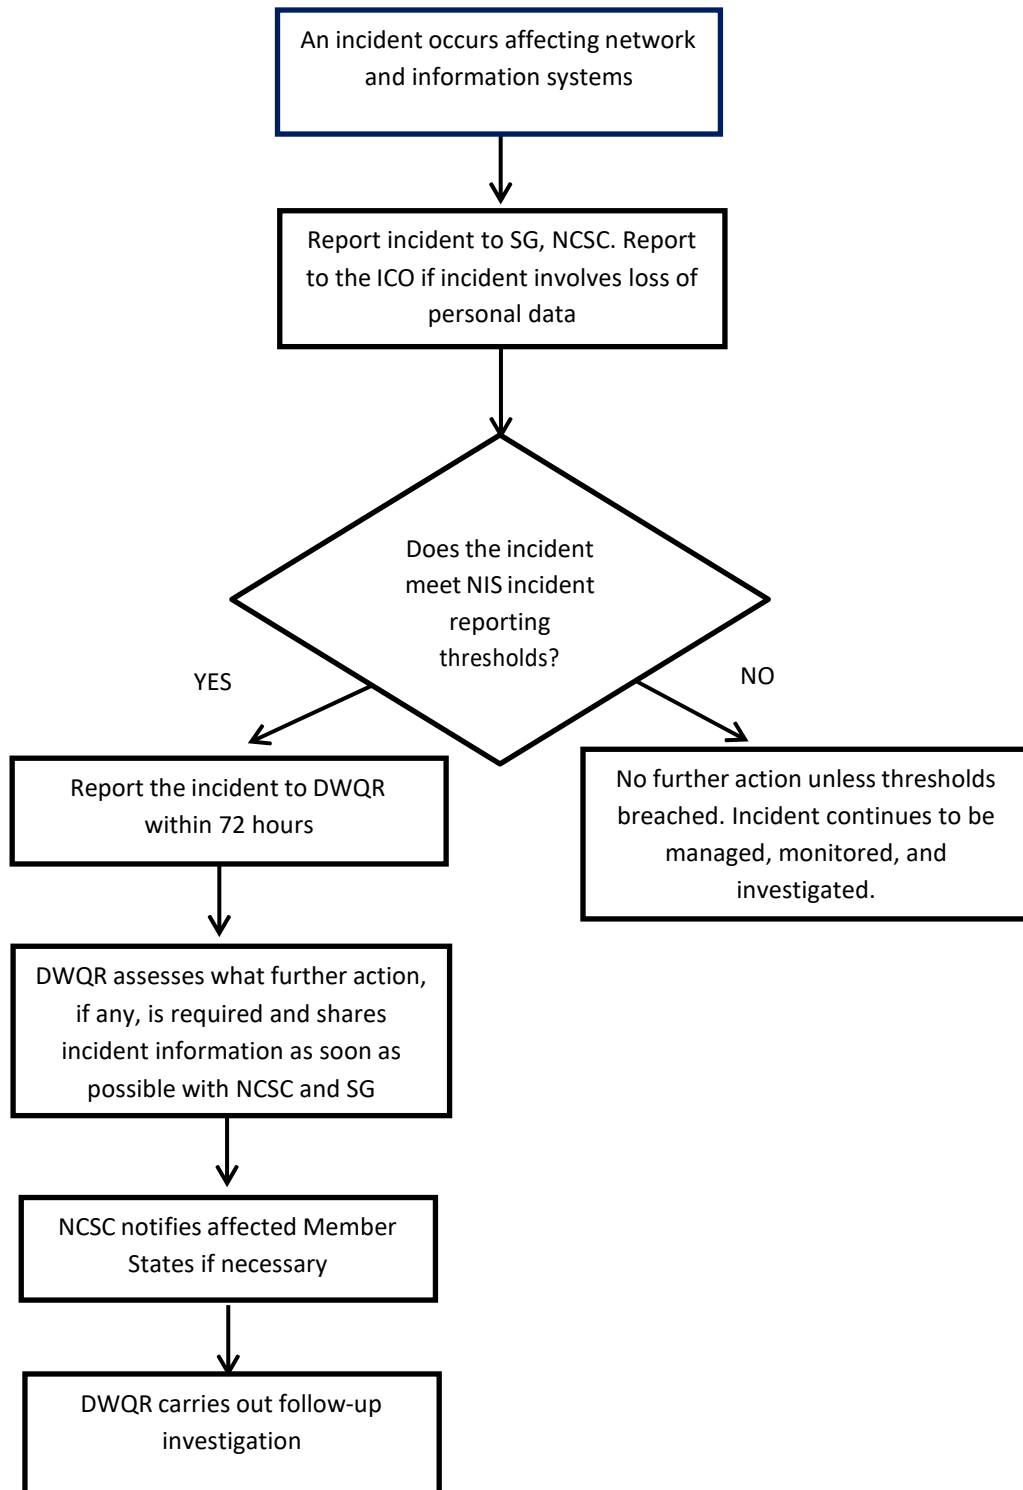 An incident occurs affecting network
and information systems
Report incident to SG, NCSC. Report
to the ICO if incident involves loss of
personal data
Does the incident
meet NIS incident
reporting
thresholds?
YES
NO
Report the incident to DWQR
within 72 hours
No further action unless thresholds
breached. Incident continues to be
managed, monitored, and
investigated.
DWQR assesses what further action,
if any, is required and shares
incident information as soon as
possible with NCSC and SG
NCSC notifies affected Member
States if necessary
DWQR carries out follow-up
investigation